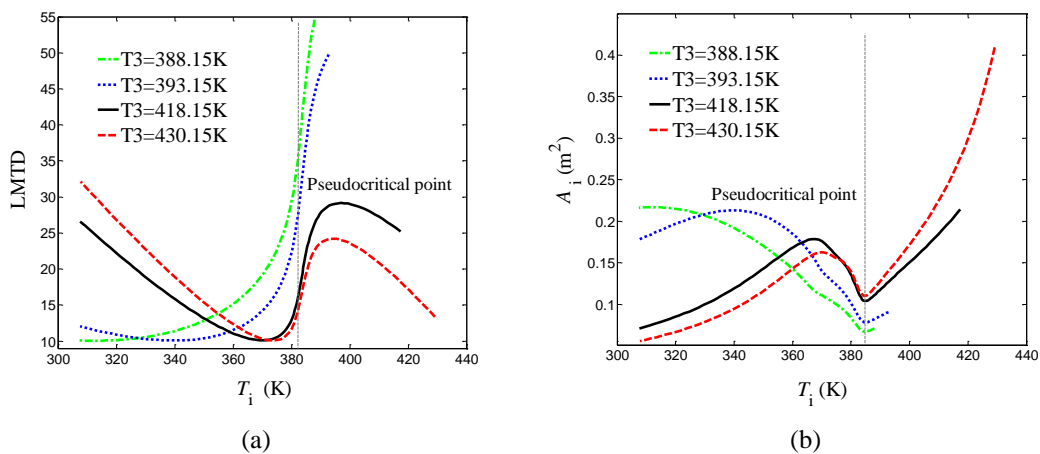 55
50
45
40
35
30
25
20
15
10
LMTD
T3=388.15K
T3=393.15K
T3=418.15K
T3=430.15K
Pseudocritical point
300 320 340 360 380 400 420 440
T i (K)
(a)
0.4
0.35
0.3
0.25
0.2
0.15
0.1
A i (m²)
T3=388.15K
T3=393.15K
T3=418.15K
T3=430.15K
Pseudocritical point
300 320 340 360 380 400 420 440
T i (K)
(b)